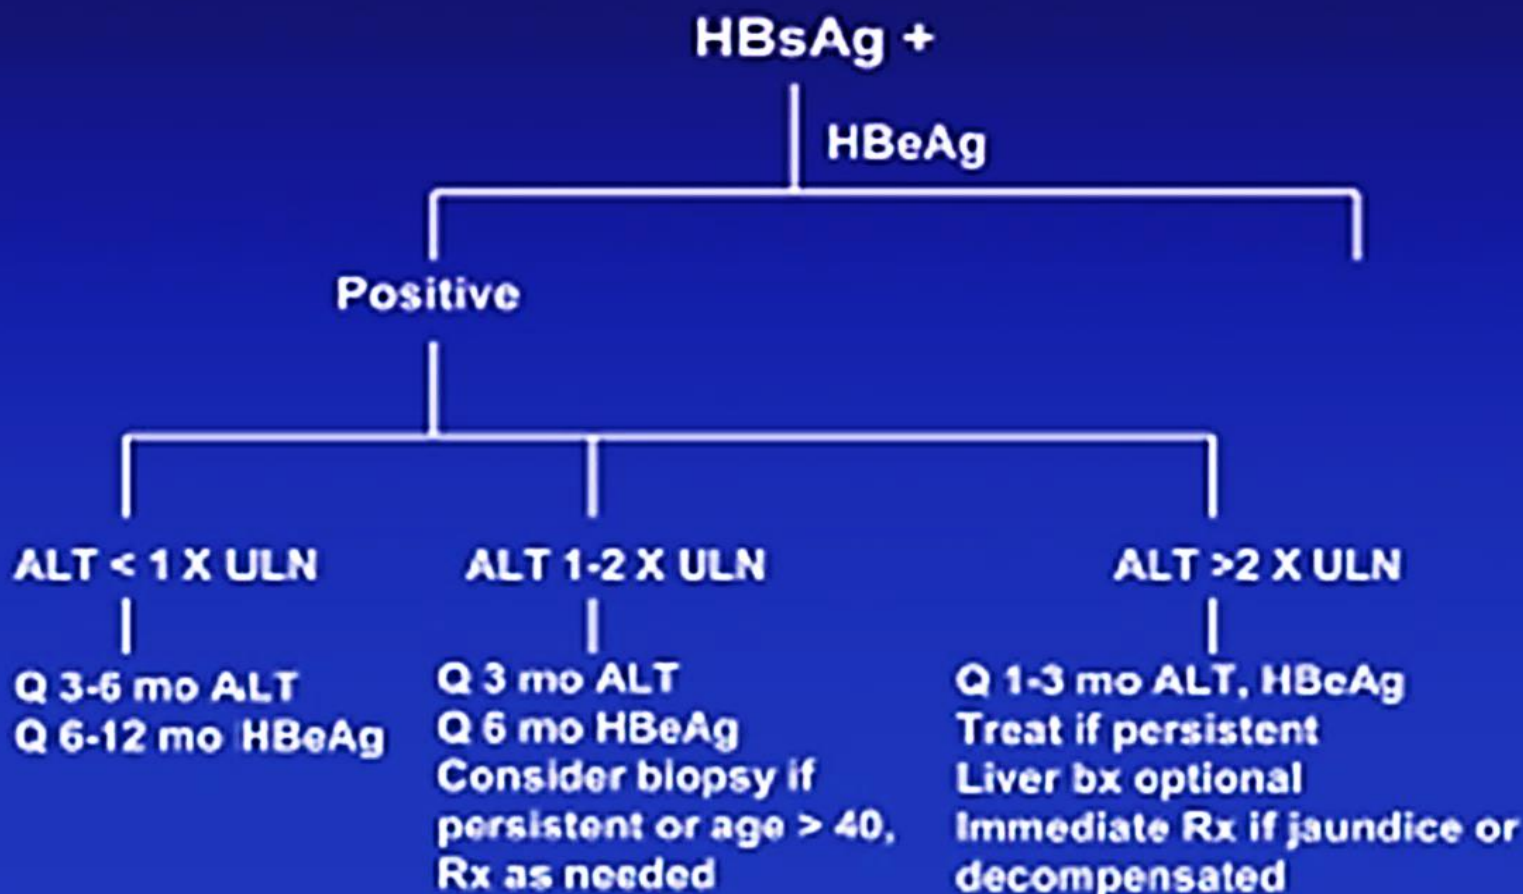 HBsAg +
HBeAg
Positive
ALT < 1 X ULN
ALT 1-2 X ULN
ALT >2 X ULN
Q 3-6 mo ALT
Q 6-12 mo HBeAg
Q 3 mo ALT
Q 6 mo HBeAg
Consider biopsy if
persistent or age > 40,
Rx as needed
Q 1-3 mo ALT, HBeAg
Treat if persistent
Liver bx optional
Immediate Rx if jaundice or
decompensated